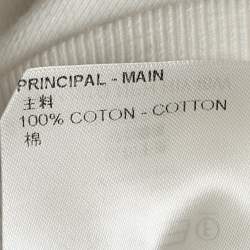 PRINCIPAL - MAIN
主料
100% COTON - COTTON
棉